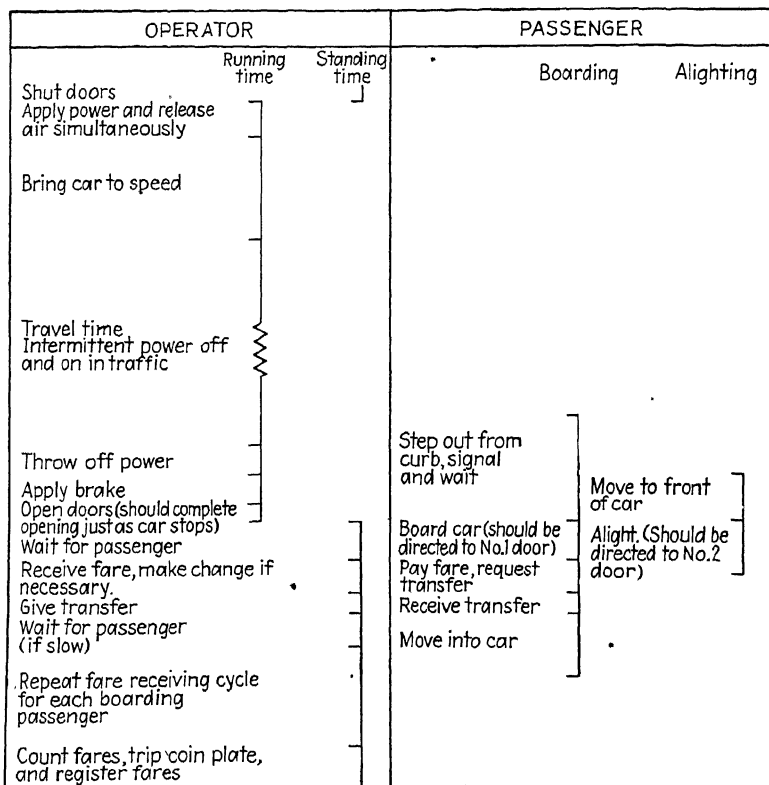 OPERATOR
PASSENGER
Running
time
Standing
time
Boarding
Alighting
Shut doors
Apply power and release
air simultaneously
Bring car to speed
Travel time
Intermittent power off
and on in traffic
Throw off power
Apply brake
Open doors (should complete
opening just as car stops)
Wait for passenger
Receive fare, make change if
necessary.
Give transfer
Wait for passenger
(if slow)
Repeat fare receiving cycle
for each boarding
passenger
Count fares, trip coin plate,
and register fares
Step out from
curb, signal
and wait
Board car (should be
directed to No.1 door)
Pay fare, request
transfer
Receive transfer
Move into car
Move to front
of car
Alight. (Should be
directed to No.2
door)